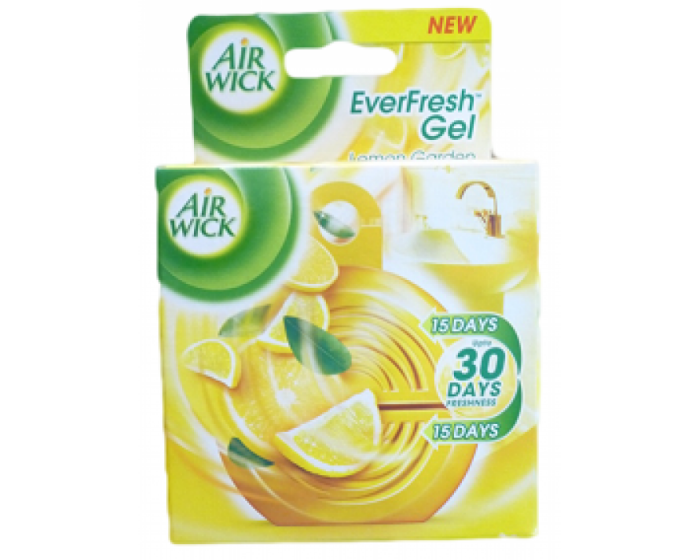 NEW
AIR
WICK
EverFresh™
Gel
Lemon Garden
AIR
WICK
15 DAYS
Upto
30
DAYS
FRESHNESS
15 DAYS